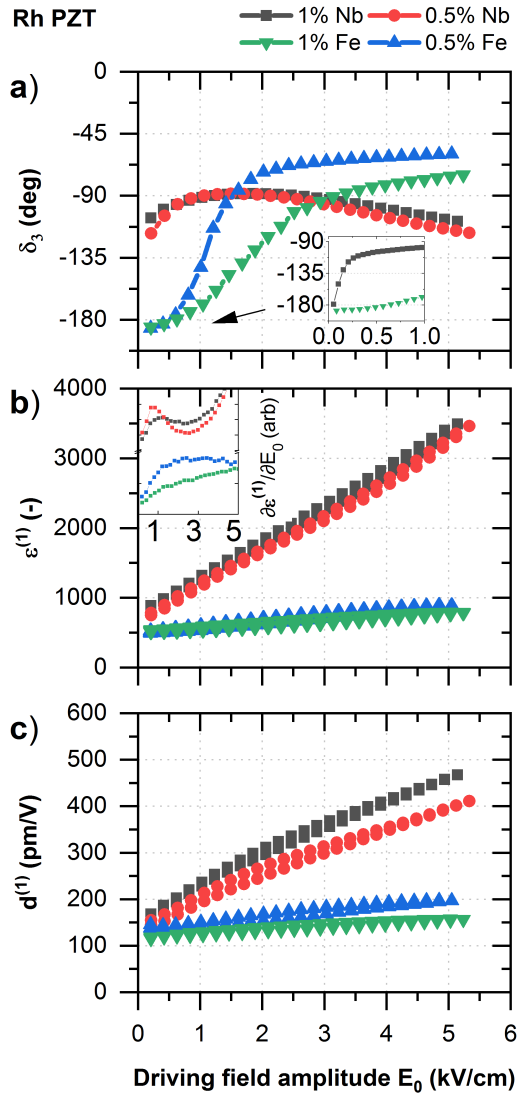 Rh PZT
1% Nb
0.5% Nb
1% Fe
0.5% Fe
a)
δ₃ (deg)
0
-45
-90
-135
-180
-90
-135
-180
0.0
0.5
1.0
b)
ε⁽¹⁾ (-)
4000
3000
2000
1000
0
∂ε⁽¹⁾/∂E₀ (arb)
1
3
5
c)
d⁽¹⁾ (pm/V)
600
500
400
300
200
100
0
0
1
2
3
4
5
6
Driving field amplitude E₀ (kV/cm)